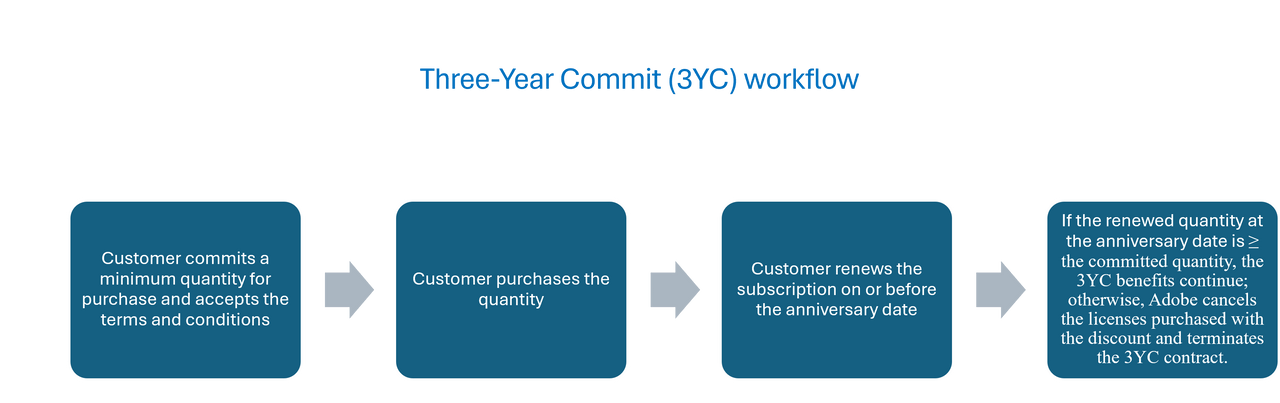 Three-Year Commit (3YC) workflow
Customer commits a
minimum quantity for
purchase and accepts the
terms and conditions
Customer purchases the
quantity
Customer renews the
subscription on or before
the anniversary date
If the renewed quantity at
the anniversary date is ≥
the committed quantity, the
3YC benefits continue;
otherwise, Adobe cancels
the licenses purchased with
the discount and terminates
the 3YC contract.